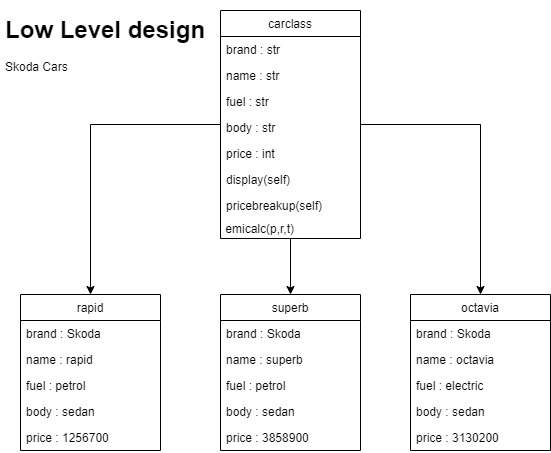 Low Level design
Skoda Cars
carclass
brand : str
name : str
fuel : str
body : str
price : int
display(self)
pricebreakup(self)
emicalc(p,r,t)
rapid
brand : Skoda
name : rapid
fuel : petrol
body : sedan
price : 1256700
superb
brand : Skoda
name : superb
fuel : petrol
body : sedan
price : 3858900
octavia
brand : Skoda
name : octavia
fuel : electric
body : sedan
price : 3130200